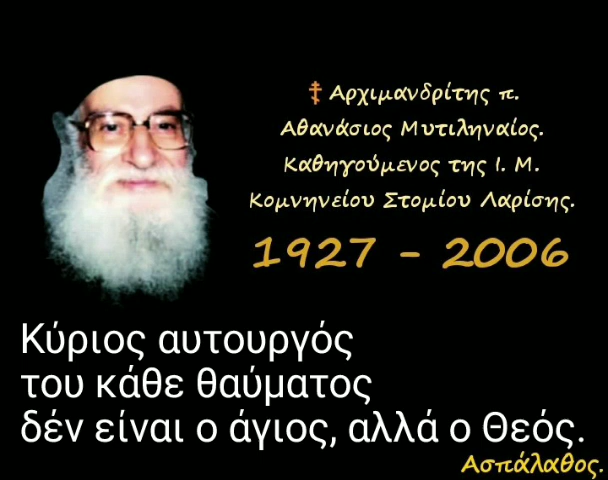 ‡ Αρχιμανδρίτης π.
Αθανάσιος Μυτιληναίος.
Καθηγούμενος της Ι. Μ.
Κομνηνείου Στομίου Λαρίσης.
1927 - 2006
Κύριος αυτουργός
του κάθε θαύματος
δέν είναι ο άγιος, αλλά ο Θεός.
Ασπάλαθος.